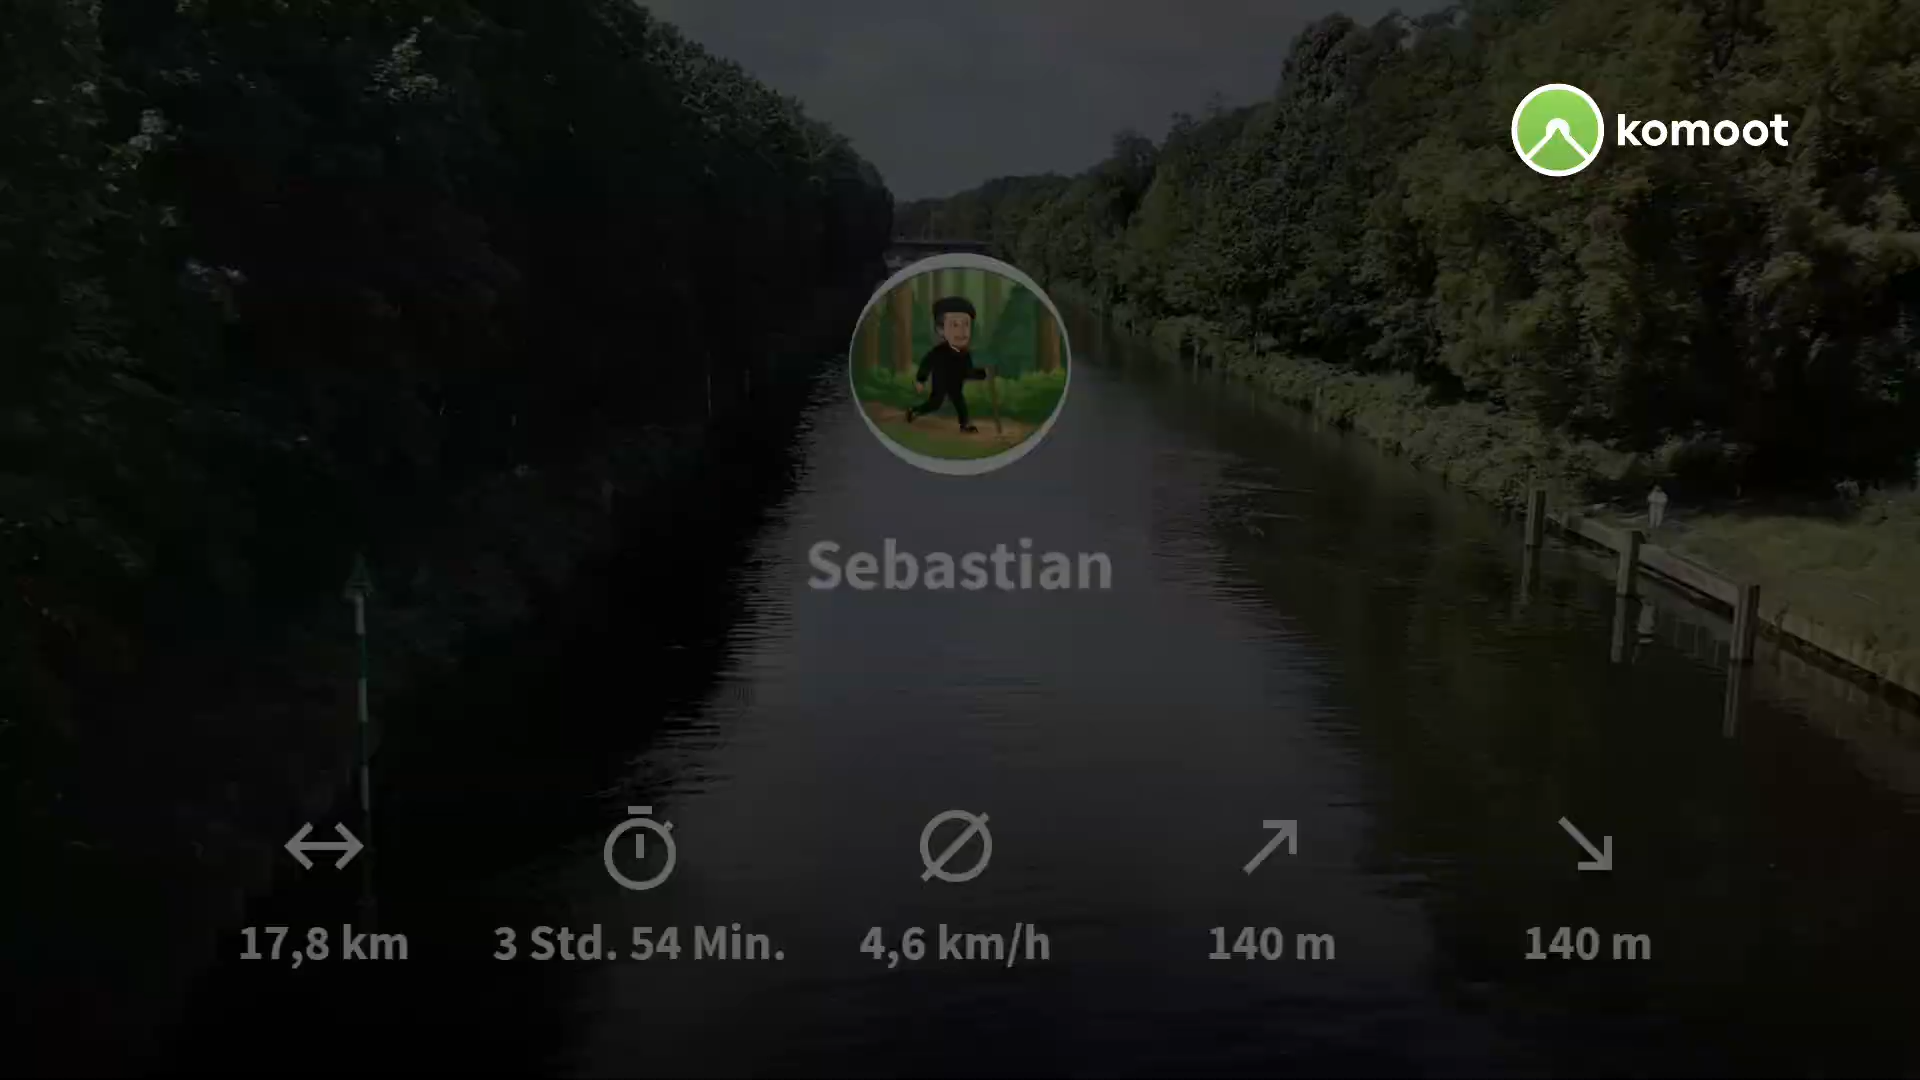 komoot
Sebastian
17,8 km
3 Std. 54 Min.
4,6 km/h
140 m
140 m